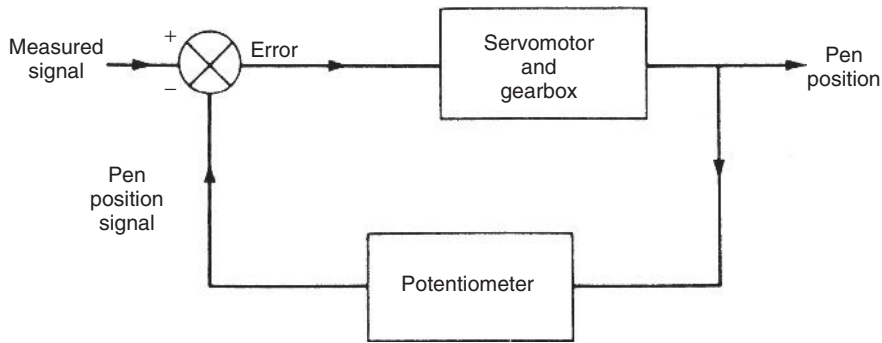 Measured
signal
+
−
Error
Servomotor
and
gearbox
Pen
position
Pen
position
signal
Potentiometer